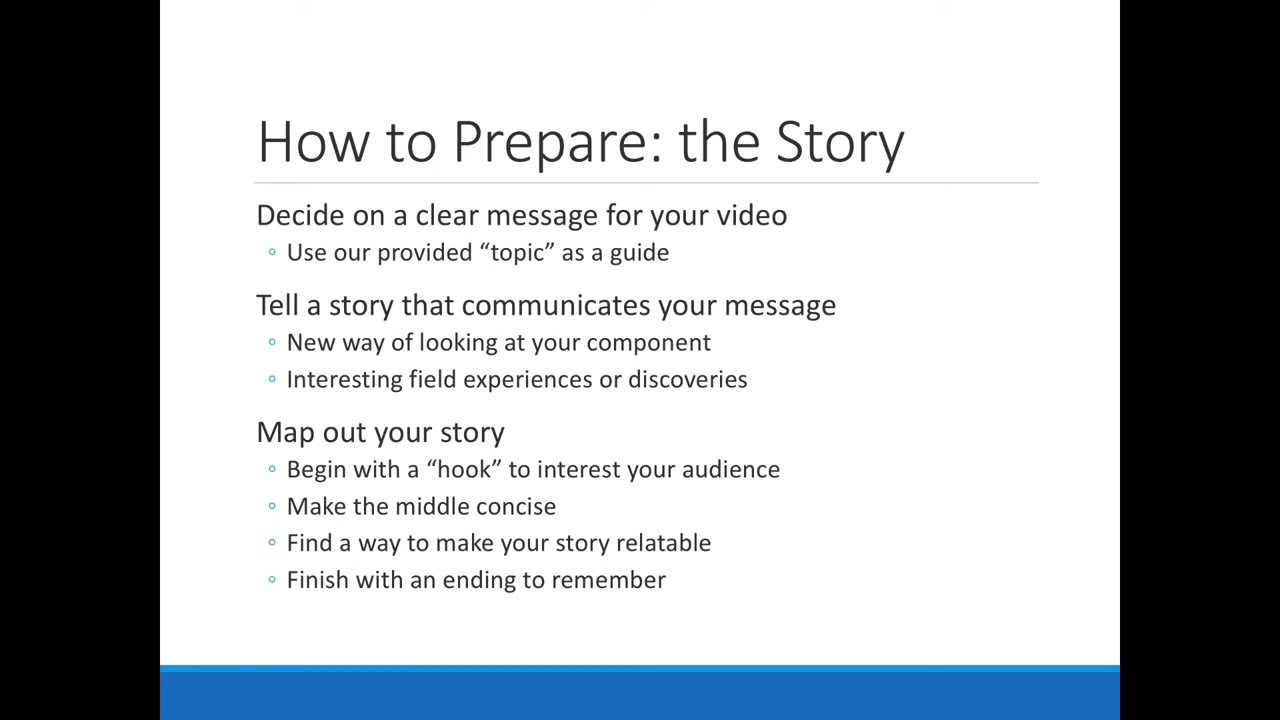 How to Prepare: the Story
Decide on a clear message for your video
◦ Use our provided “topic” as a guide
Tell a story that communicates your message
◦ New way of looking at your component
◦ Interesting field experiences or discoveries
Map out your story
◦ Begin with a “hook” to interest your audience
◦ Make the middle concise
◦ Find a way to make your story relatable
◦ Finish with an ending to remember